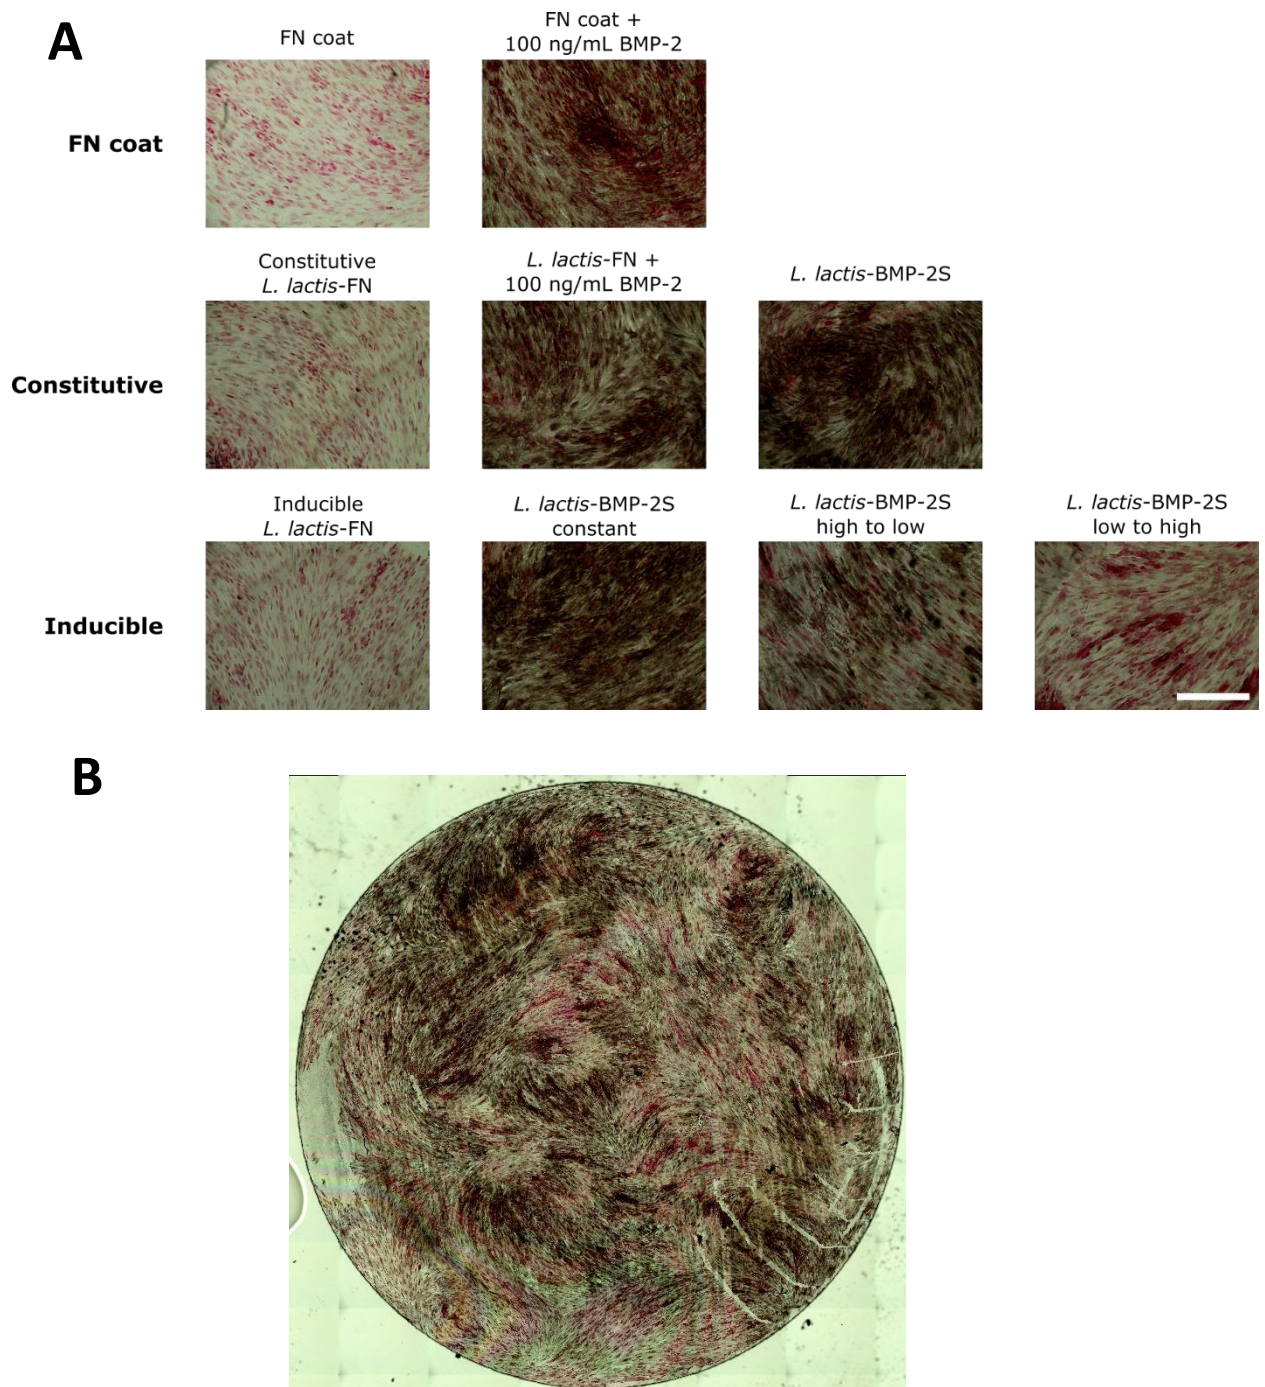 A
FN coat
FN coat +
100 ng/mL BMP-2
FN coat
Constitutive
L. lactis-FN
L. lactis-FN +
100 ng/mL BMP-2
L. lactis-BMP-2S
Constitutive
Inducible
L. lactis-FN
L. lactis-BMP-2S
constant
L. lactis-BMP-2S
high to low
L. lactis-BMP-2S
low to high
Inducible
B